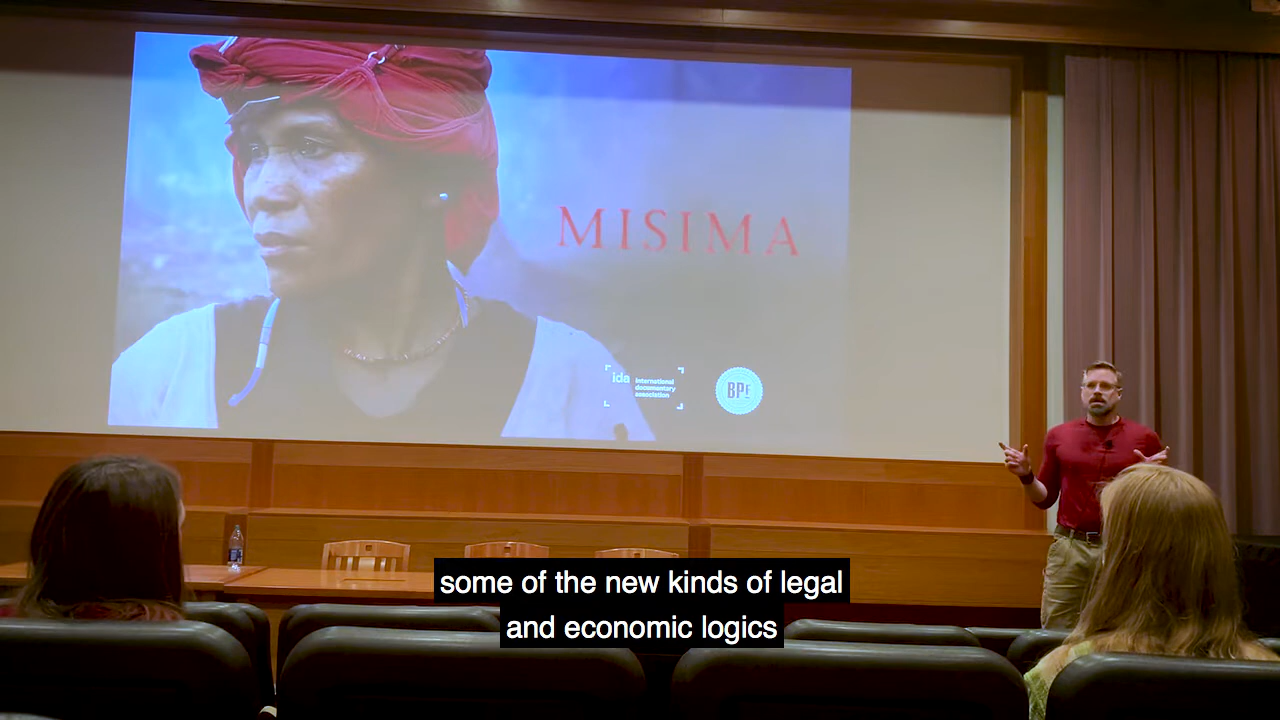 MISIMA
ida
international
documentary
association
BPF
some of the new kinds of legal
and economic logics